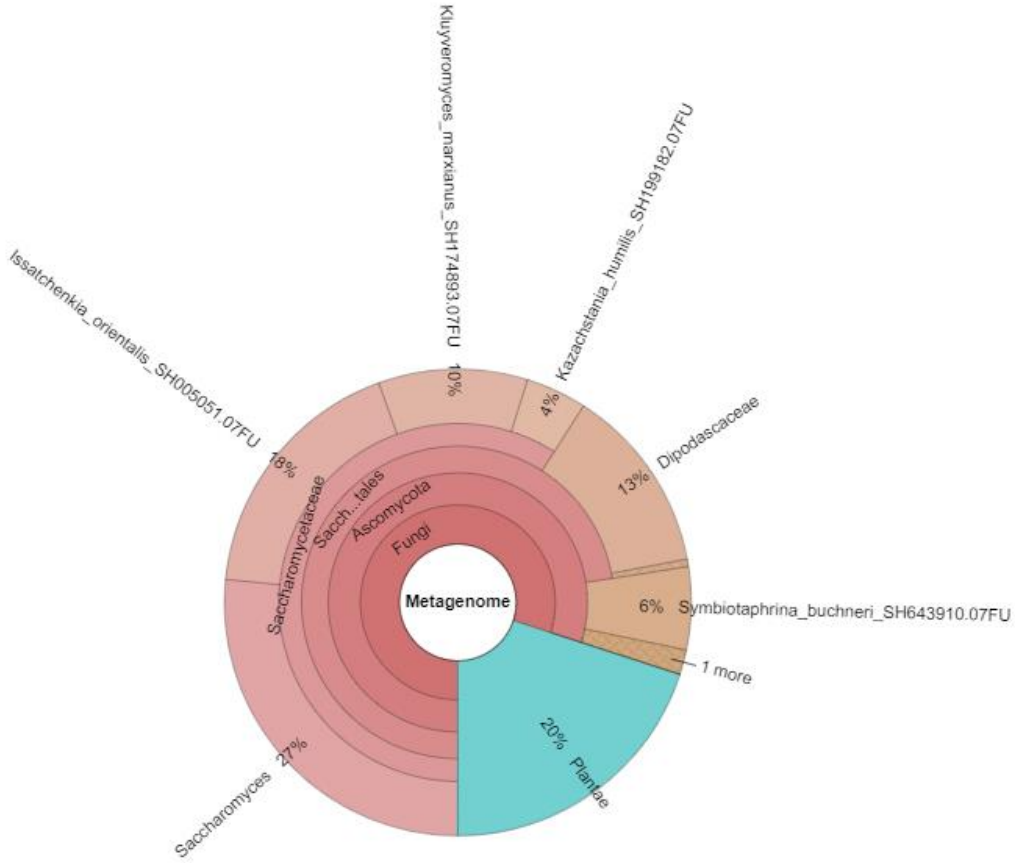 Kluyveromyces_marxianus_SH174893.07FU 10%
Kazachstania_humilis_SH199182.07FU
4%
Issatchenkia_orientalis_SH005051.07FU 18%
Dipodascaceae
13%
Saccharomycetaceae
Sacch...tales
Ascomycota
Fungi
Metagenome
6% Symbiotaphrina_buchneri_SH643910.07FU
1 more
20% Plantae
Saccharomyces 27%